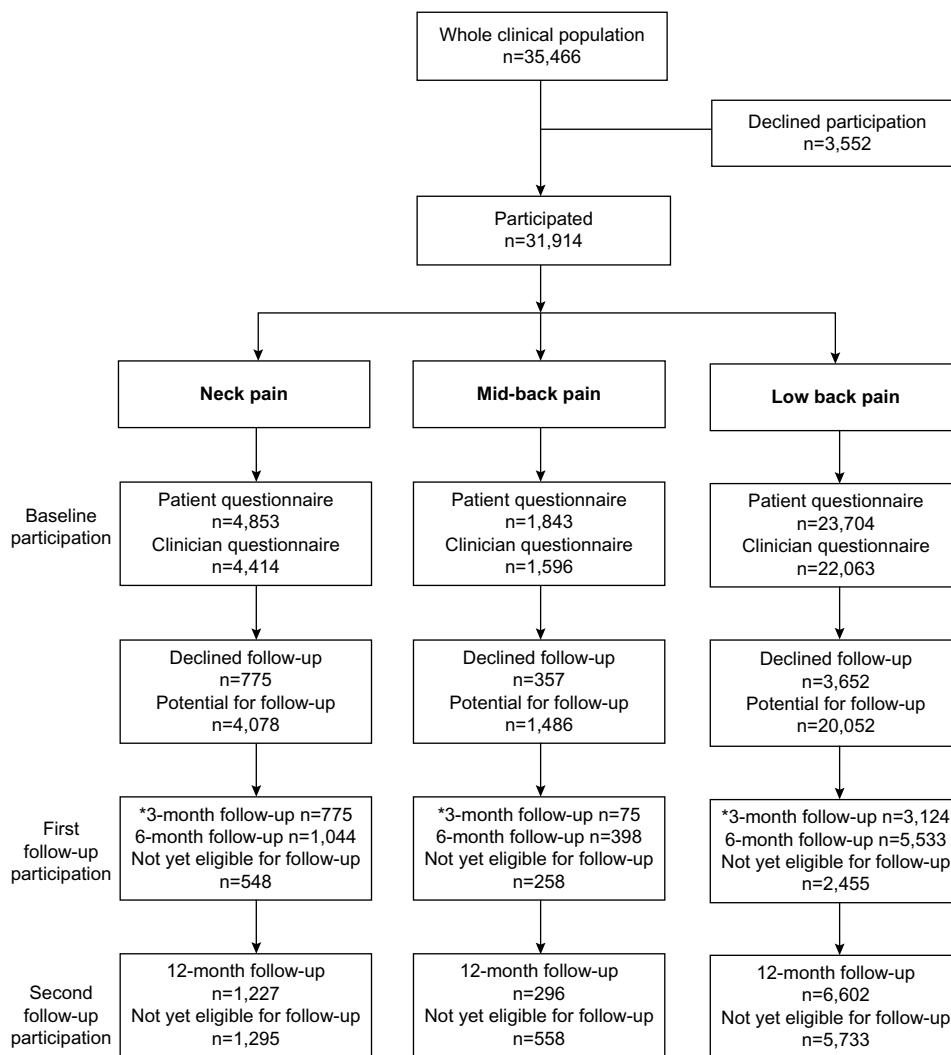 Whole clinical population
n=35,466
Declined participation
n=3,552
Participated
n=31,914
Neck pain
Mid-back pain
Low back pain
Baseline
participation
Patient questionnaire
n=4,853
Clinician questionnaire
n=4,414
Patient questionnaire
n=1,843
Clinician questionnaire
n=1,596
Patient questionnaire
n=23,704
Clinician questionnaire
n=22,063
Declined follow-up
n=775
Potential for follow-up
n=4,078
Declined follow-up
n=357
Potential for follow-up
n=1,486
Declined follow-up
n=3,652
Potential for follow-up
n=20,052
First
follow-up
participation
*3-month follow-up n=775
6-month follow-up n=1,044
Not yet eligible for follow-up
n=548
*3-month follow-up n=75
6-month follow-up n=398
Not yet eligible for follow-up
n=258
*3-month follow-up n=3,124
6-month follow-up n=5,533
Not yet eligible for follow-up
n=2,455
Second
follow-up
participation
12-month follow-up
n=1,227
Not yet eligible for follow-up
n=1,295
12-month follow-up
n=296
Not yet eligible for follow-up
n=558
12-month follow-up
n=6,602
Not yet eligible for follow-up
n=5,733